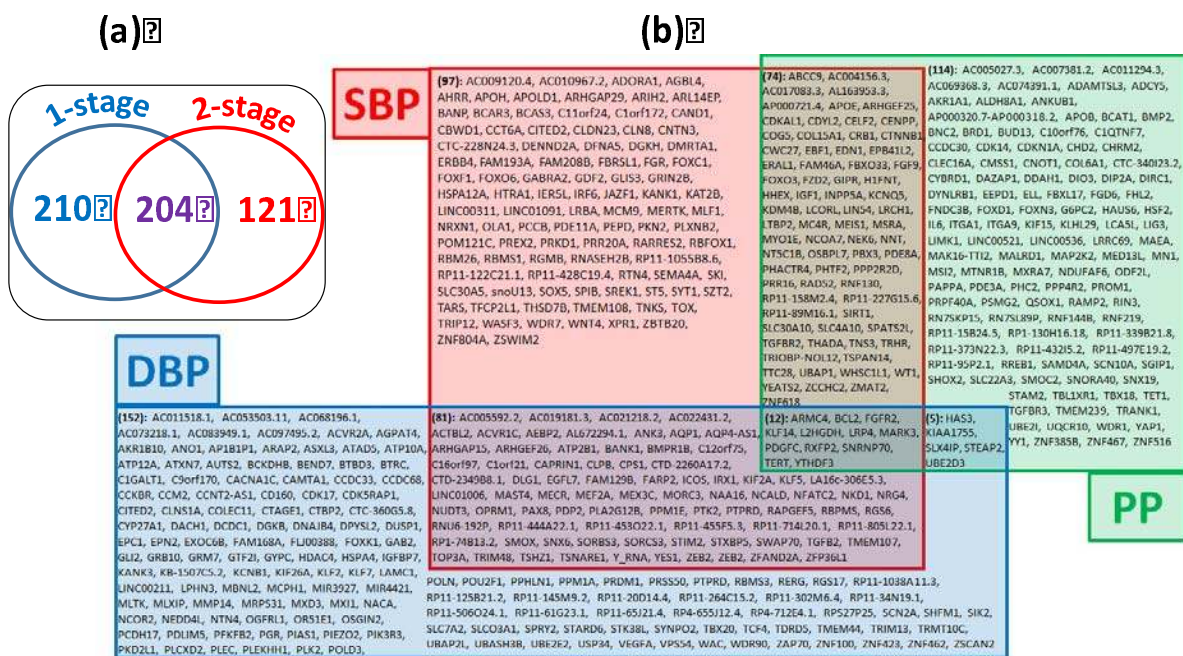 (a)
(b)
1-stage
2-stage
210
204
121
SBP
(97): AC009120.4, AC010967.2, ADORA1, AGBL4,
AHRR, APOH, APOLD1, ARHGAP29, ARIH2, ARL14EP,
BANP, BCAR3, BCAS3, C11orf24, C1orf172, CAND1,
CBWD1, CCT6A, CITED2, CLDN23, CLN8, CNTN3,
CTC-228N24.3, DENND2A, DFNA5, DGKH, DMRTA1,
ERBB4, FAM193A, FAM208B, FBRSL1, FGR, FOXC1,
FOXF1, FOXO6, GABRA2, GDF2, GLIS3, GRIN2B,
HSPA12A, HTRA1, IER5L, IRF6, JAZF1, KANK1, KAT2B,
LINC00311, LINC01091, LRBA, MCM9, MERTK, MLF1,
NRXN1, OLA1, PCCB, PDE11A, PEPD, PKN2, PLXNB2,
POM121C, PREX2, PRKD1, PRR20A, RARRES2, RBFOX1,
RBM26, RBMS1, RGMB, RNASEH2B, RP11-1055B8.6,
RP11-122C21.1, RP11-428C19.4, RTN4, SEMA4A, SKI,
SLC30A5, snoU13, SOX5, SPIB, SREK1, ST5, SYT1, SZT2,
TARS, TFCP2L1, THSD7B, TMEM108, TNKS, TOX,
TRIP12, WASF3, WDR7, WNT4, XPR1, ZBTB20,
ZNF804A, ZSWIM2
(74): ABCC9, AC004156.3,
AC017083.3, AL163953.3,
AP000721.4, APOE, ARHGEF25,
CDKAL1, CDYL2, CELF2, CENPP,
COG5, COL15A1, CRB1, CTNNB1
CWC27, EBF1, EDN1, EPB41L2,
ERAL1, FAM46A, FBXO33, FGF9,
FOXO3, FZD2, GIPR, H1FNT,
HHEX, IGF1, INPP5A, KCNQ5,
KDM4B, LCORL, LIN54, LRCH1,
LTBP2, MC4R, MEIS1, MSRA,
MYO1E, NCOA7, NEK6, NNT,
NT5C1B, OSBPL7, PBX3, PDE8A,
PHACTR4, PHTF2, PPP2R2D,
PRR16, RAD52, RNF130,
RP11-158M2.4, RP11-227G15.6,
RP11-89M16.1, SIRT1,
SLC30A10, SLC4A10, SPATS2L,
TGFBR2, THADA, TNS3, TRHR,
TRIOBP-NOL12, TSPAN14,
TTC28, UBAP1, WHSC1L1, WT1,
YEATS2, ZCCHC2, ZMAT2,
ZNF618
(114): AC005027.3, AC007381.2, AC011294.3,
AC069368.3, AC074391.1, ADAMTSL3, ADCY5,
AKR1A1, ALDH8A1, ANKUB1,
AP000320.7-AP000318.2, APOB, BCAT1, BMP2,
BNC2, BRD1, BUD13, C10orf76, C1QTNF7,
CCDC30, CDK14, CDKN1A, CHD2, CHRM2,
CLEC16A, CMSS1, CNOT1, COL6A1, CTC-340I23.2,
CYBRD1, DAZAP1, DDAH1, DIO3, DIP2A, DIRC1,
DYNLRB1, EEPD1, ELL, FBXL17, FGD6, FHL2,
FNDC3B, FOXD1, FOXN3, G6PC2, HAUS6, HSF2,
IL6, ITGA1, ITGA9, KIF15, KLHL29, LCA5L, LIG3,
LIMK1, LINC00521, LINC00536, LRRC69, MAEA,
MAK16-TTI2, MALRD1, MAP2K2, MED13L, MN1,
MSI2, MTNR1B, MXRA7, NDUFAF6, ODF2L,
PAPPA, PDE3A, PHC2, PPP4R2, PROM1,
PRPF40A, PSMG2, QSOX1, RAMP2, RIN3,
RN7SKP15, RN7SL89P, RNF144B, RNF219,
RP11-15B24.5, RP1-130H16.18, RP11-339B21.8,
RP11-373N22.3, RP11-432I5.2, RP11-497E19.2,
RP11-95P2.1, RREB1, SAMD4A, SCN10A, SGIP1,
SHOX2, SLC22A3, SMOC2, SNORA40, SNX19,
STAM2, TBL1XR1, TBX18, TET1,
TGFBR3, TMEM239, TRANK1,
UBE2I, UQCR10, WDR1, YAP1,
YY1, ZNF385B, ZNF467, ZNF516
DBP
(152): AC011518.1, AC053503.11, AC068196.1,
AC073218.1, AC083949.1, AC097495.2, ACVR2A, AGPAT4,
AKR1B10, ANO1, AP1B1P1, ARAP2, ASXL3, ATAD5, ATP10A,
ATP12A, ATXN7, AUTS2, BCKDHB, BEND7, BTBD3, BTRC,
C1GALT1, C9orf170, CACNA1C, CAMTA1, CCDC33, CCDC68,
CCKBR, CCM2, CCNT2-AS1, CD160, CDK17, CDK5RAP1,
CITED2, CLNS1A, COLEC11, CTAGE1, CTBP2, CTC-360G5.8,
CYP27A1, DACH1, DCDC1, DGKB, DNAJB4, DPYSL2, DUSP1,
EPC1, EPN2, EXOC6B, FAM168A, FLJ00388, FOXK1, GAB2,
GLI2, GRB10, GRM7, GTF2I, GYPC, HDAC4, HSPA4, IGFBP7,
KANK3, KB-1507C5.2, KCNB1, KIF26A, KLF2, KLF7, LAMC1,
LINC00211, LPHN3, MBNL2, MCPH1, MIR3927, MIR4421,
MLTK, MLXIP, MMP14, MRPS31, MXD3, MXI1, NACA,
NCOR2, NEDD4L, NTN4, OGFRL1, OR51E1, OSGIN2,
PCDH17, PDLIM5, PFKFB2, PGR, PIAS1, PIEZO2, PIK3R3,
PKD2L1, PLCXD2, PLEC, PLEKHH1, PLK2, POLD3,
(81): AC005592.2, AC019181.3, AC021218.2, AC022431.2,
ACTBL2, ACVR1C, AEBP2, AL672294.1, ANK3, AQP1, AQP4-AS1,
ARHGAP15, ARHGEF26, ATP2B1, BANK1, BMPR1B, C12orf75,
C16orf97, C1orf21, CAPRIN1, CLPB, CPS1, CTD-2260A17.2,
CTD-2349B8.1, DLG1, EGFL7, FAM129B, FARP2, ICOS, IRX1, KIF2A, KLF5, LA16c-306E5.3,
LINC01006, MAST4, MECR, MEF2A, MEX3C, MORC3, NAA16, NCALD, NFATC2, NKD1, NRG4,
NUDT3, OPRM1, PAX8, PDP2, PLA2G12B, PPM1E, PTK2, PTPRD, RAPGEF5, RBPMS, RGS6,
RNU6-192P, RP11-444A22.1, RP11-453O22.1, RP11-455F5.3, RP11-714L20.1, RP11-805L22.1,
RP1-74B13.2, SMOX, SNX6, SORBS3, SORCS3, STIM2, STXBP5, SWAP70, TGFB2, TMEM107,
TOP3A, TRIM48, TSHZ1, TSNARE1, Y_RNA, YES1, ZEB2, ZEB2, ZFAND2A, ZFP36L1
(12): ARMC4, BCL2, FGFR2,
KLF14, L2HGDH, LRP4, MARK3,
PDGFC, RXFP2, SNRNP70,
TERT, YTHDF3
(5): HAS3,
KIAA1755,
SLX4IP, STEAP2,
UBE2D3
PP
POLN, POU2F1, PPHLN1, PPM1A, PRDM1, PRSS50, PTPRD, RBMS3, RERG, RGS17, RP11-1038A11.3,
RP11-125B21.2, RP11-145M9.2, RP11-20D14.4, RP11-264C15.2, RP11-302M6.4, RP11-34N19.1,
RP11-506O24.1, RP11-61G23.1, RP11-65J21.4, RP4-655J12.4, RP4-712E4.1, RPS27P25, SCN2A, SHFM1, SIK2,
SLC7A2, SLCO3A1, SPRY2, STARD6, STK38L, SYNPO2, TBX20, TCF4, TDRD5, TMEM44, TRIM13, TRMT10C,
UBAP2L, UBASH3B, UBE2E2, USP34, VEGFA, VPS54, WAC, WDR90, ZAP70, ZNF100, ZNF423, ZNF462, ZSCAN2